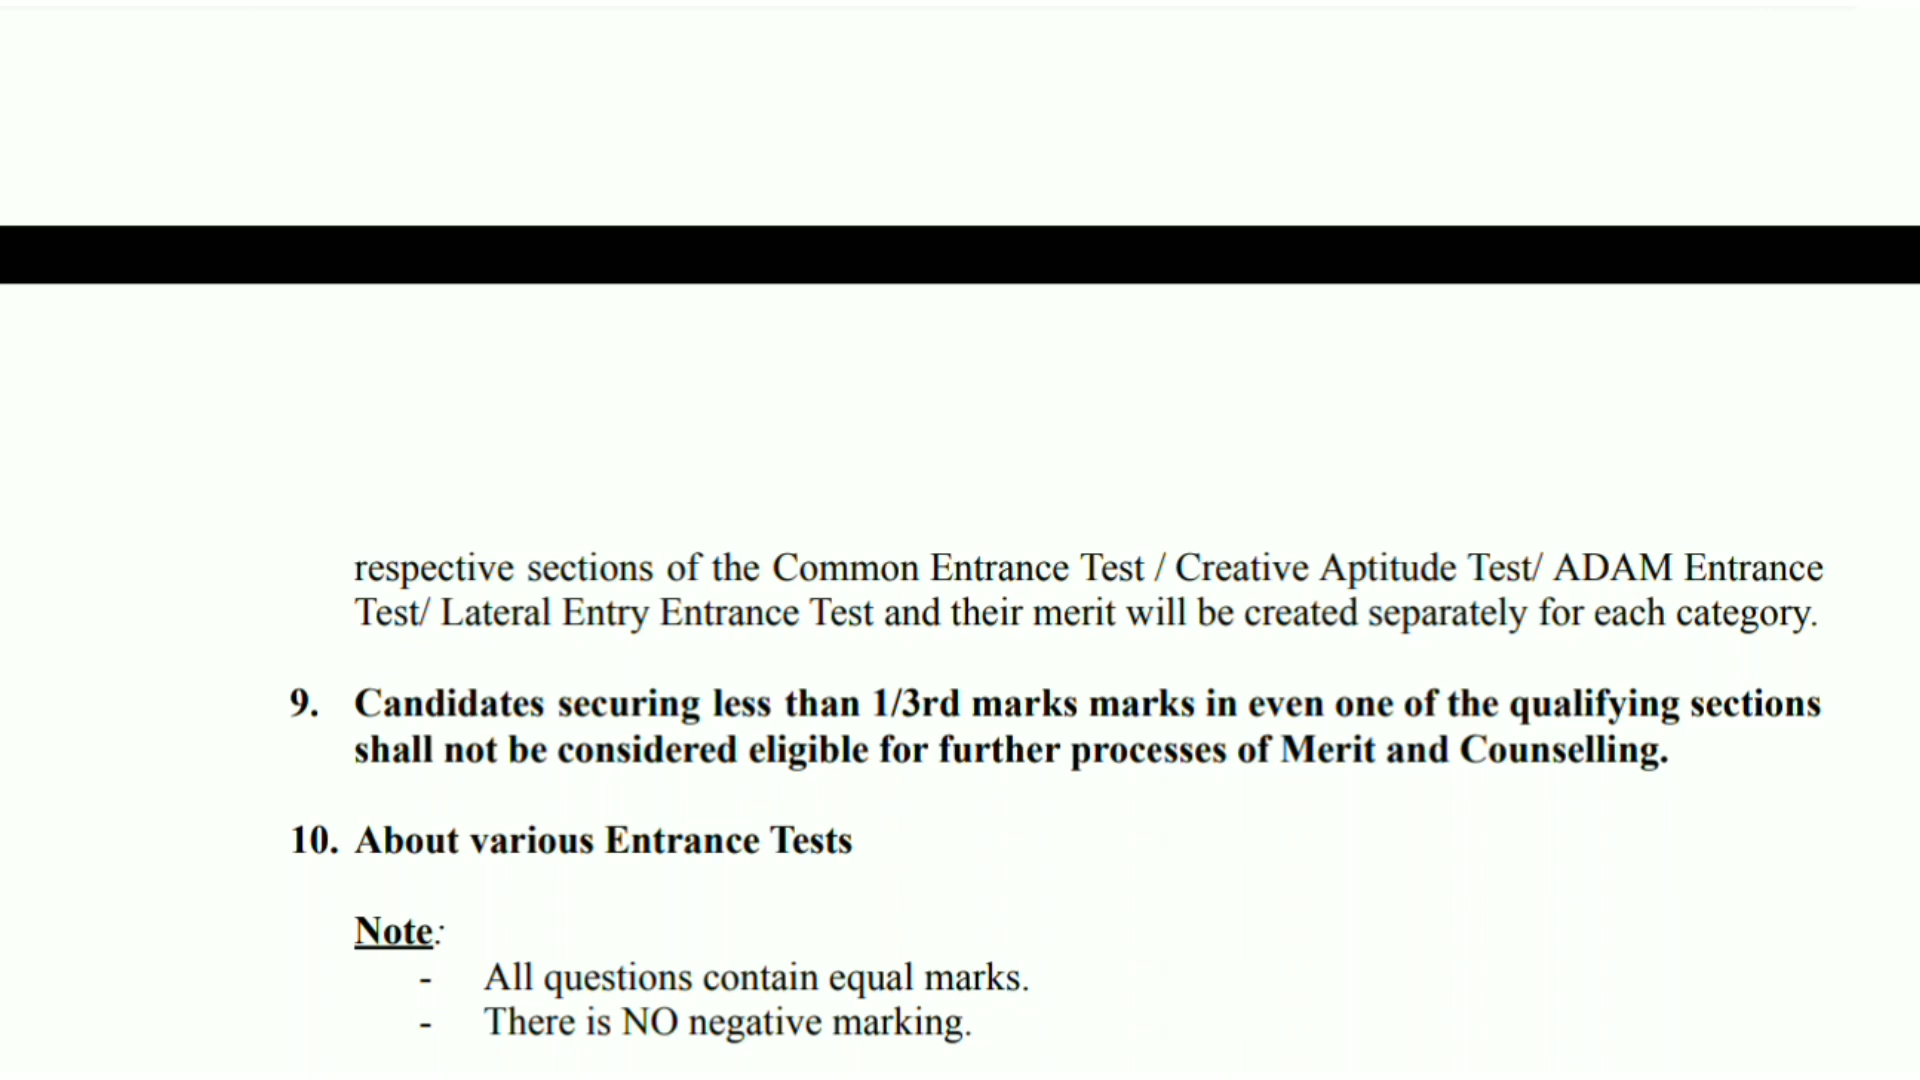 respective sections of the Common Entrance Test / Creative Aptitude Test/ ADAM Entrance
Test/ Lateral Entry Entrance Test and their merit will be created separately for each category.
9. Candidates securing less than 1/3rd marks marks in even one of the qualifying sections
shall not be considered eligible for further processes of Merit and Counselling.
10. About various Entrance Tests
Note:
- All questions contain equal marks.
- There is NO negative marking.